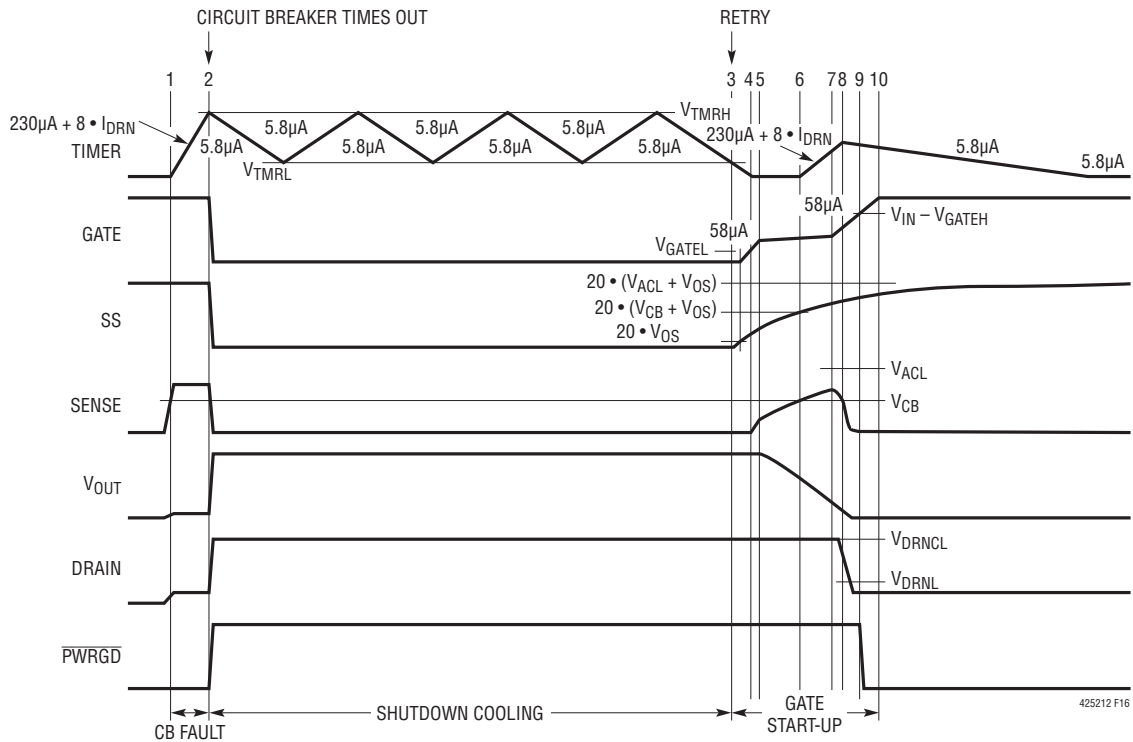 CIRCUIT BREAKER TIMES OUT
RETRY
1 2 3 4 5 6 7 8 9 10
230µA + 8 • IDRN
TIMER
5.8µA 5.8µA 5.8µA 5.8µA
5.8µA 5.8µA 5.8µA 5.8µA
VTMRH
VTMRL
230µA + 8 • IDRN
5.8µA
5.8µA
GATE
58µA
58µA
VGATEL
VIN – VGATEH
SS
20 • (VACL + VOS)
20 • (VCB + VOS)
20 • VOS
SENSE
VACL
VCB
VOUT
DRAIN
VDRNCL
VDRNL
PWRGD
CB FAULT
SHUTDOWN COOLING
GATE
START-UP
425212 F16